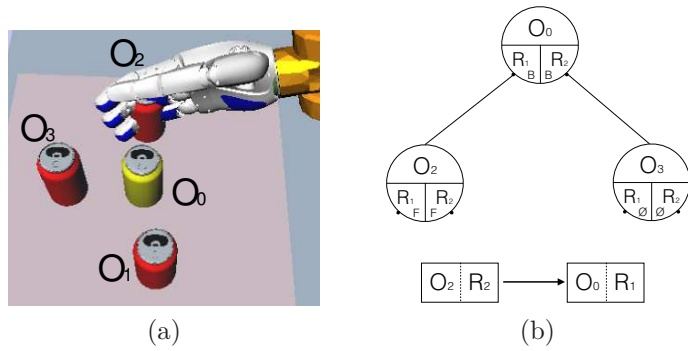 O₂
O₃
O₀
O₁
(a)
O₀
R₁ R₂
B B
O₂
R₁ R₂
F F
O₃
R₁ R₂
Ø Ø
O₂ R₂ O₀ R₁
(b)